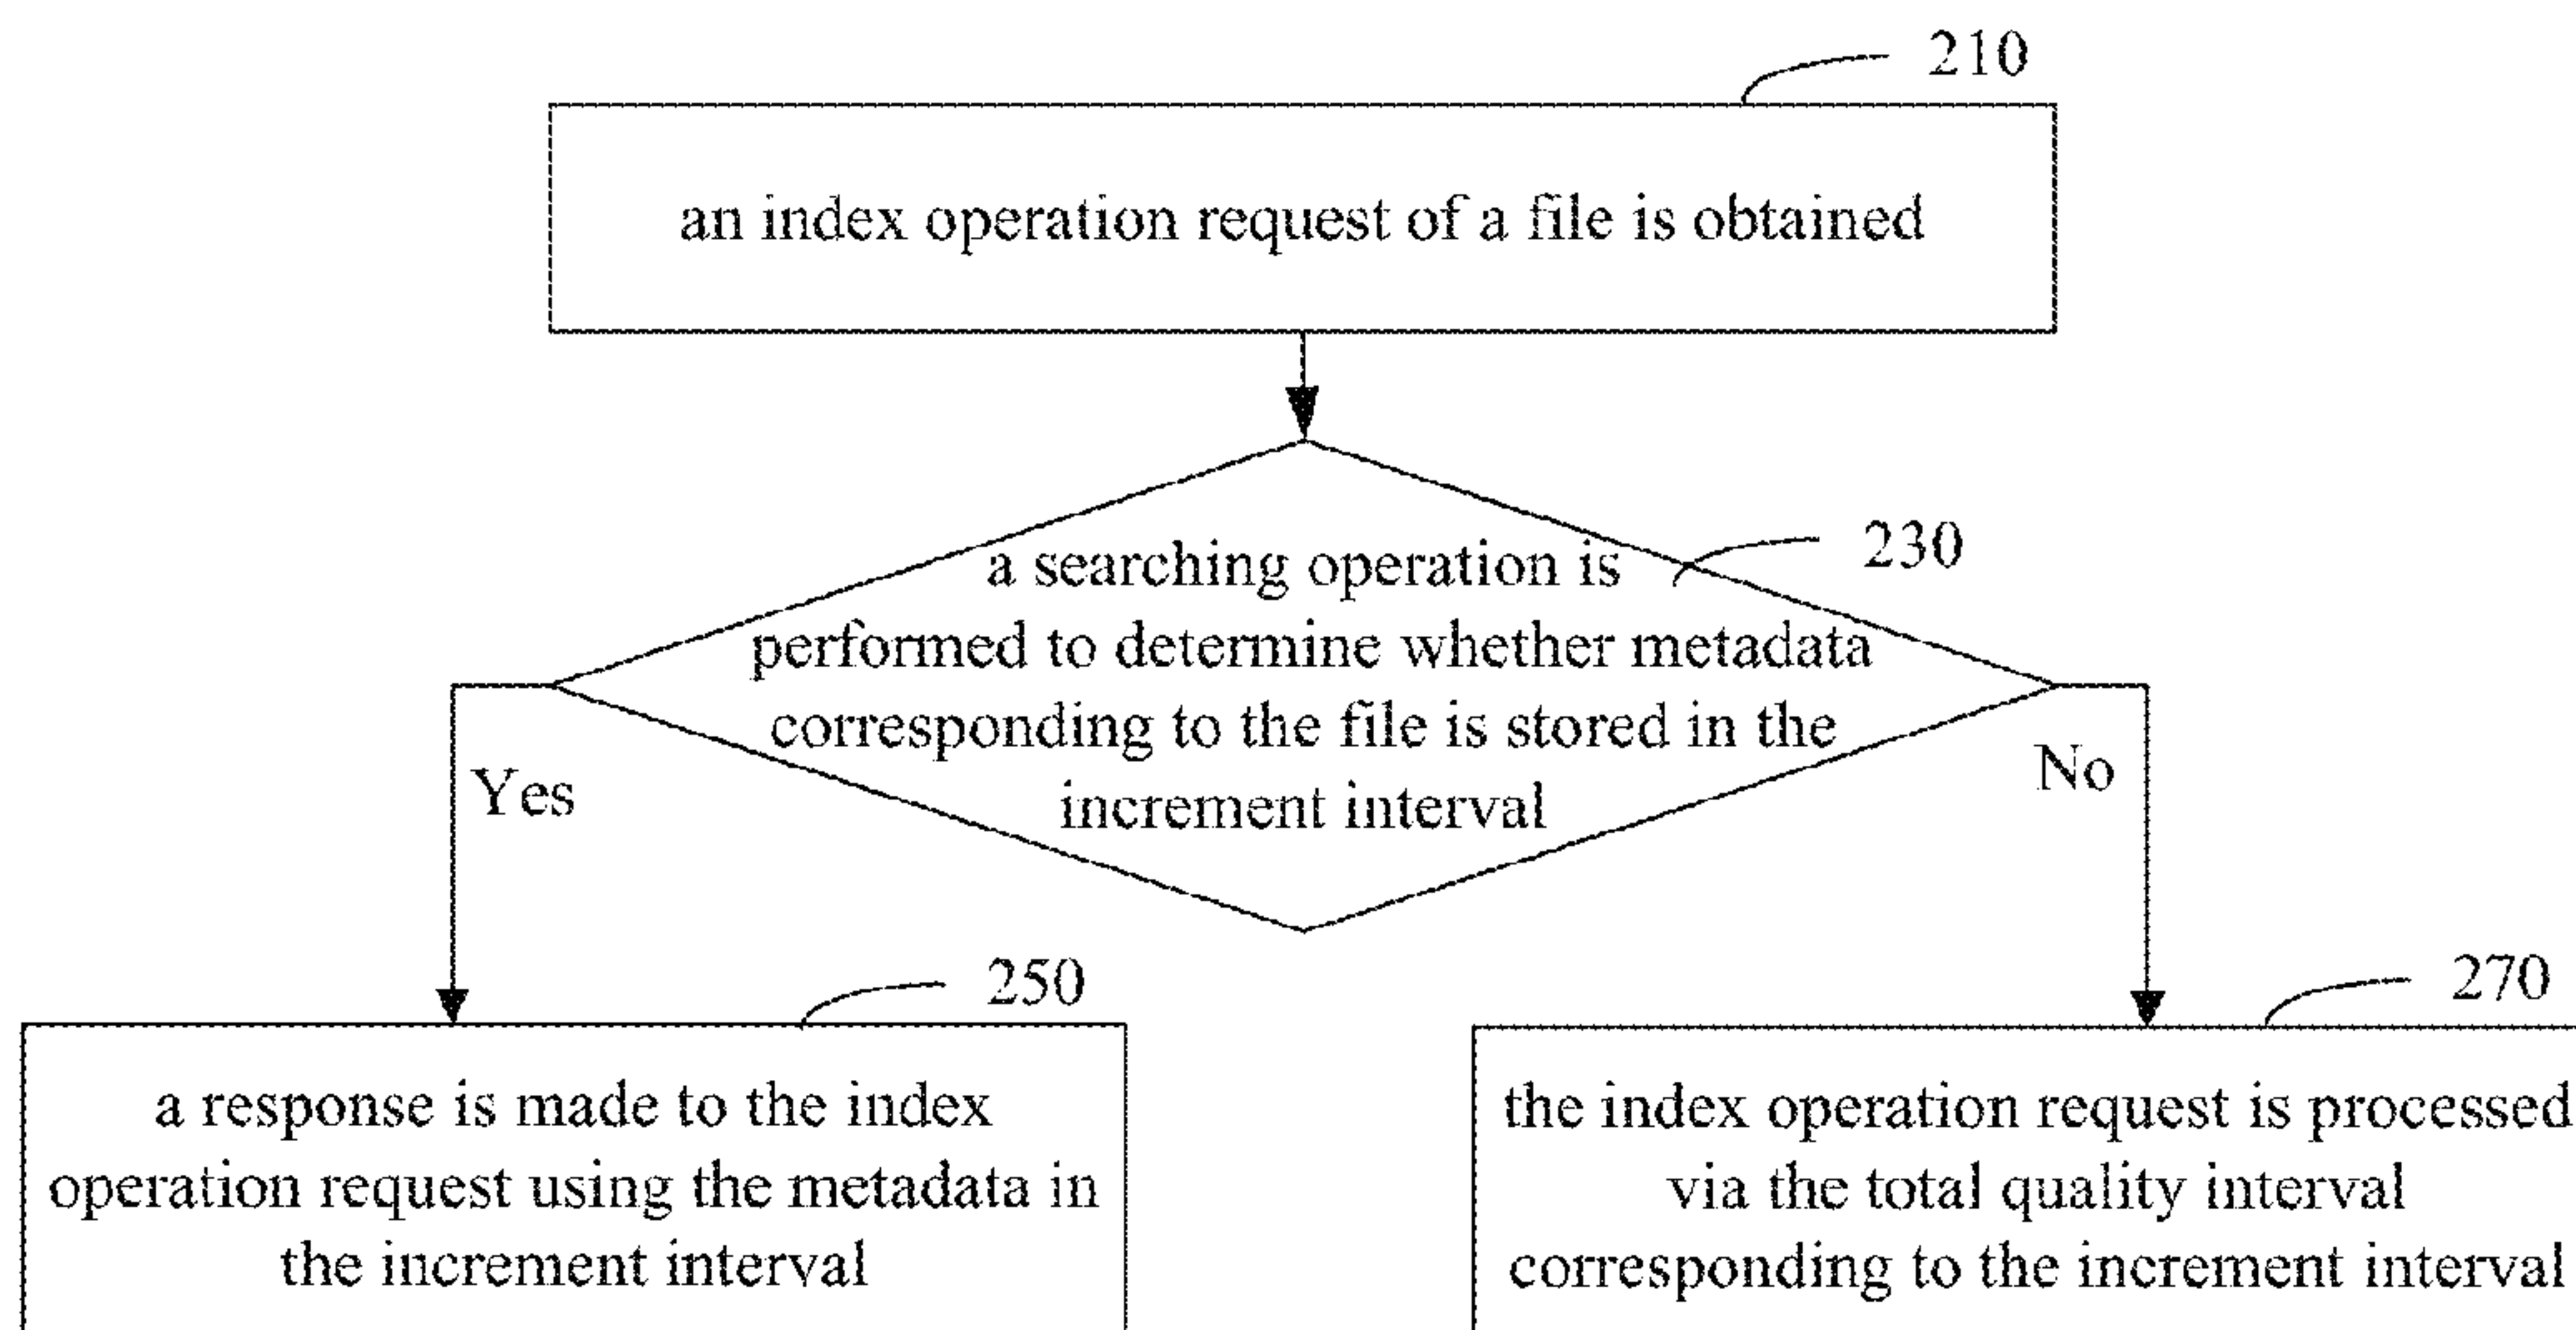 210
an index operation request of a file is obtained
230
a searching operation is
performed to determine whether metadata
corresponding to the file is stored in the
increment interval
Yes
No
250
a response is made to the index
operation request using the metadata in
the increment interval
270
the index operation request is processed
via the total quality interval
corresponding to the increment interval